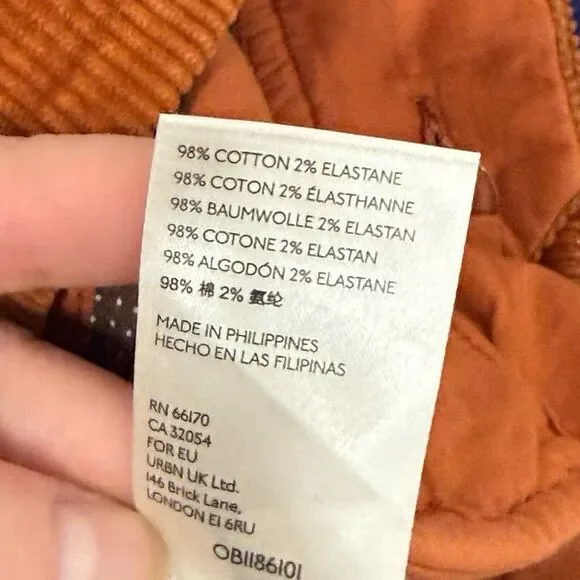 98% COTTON 2% ELASTANE
98% COTON 2% ÉLASTHANNE
98% BAUMWOLLE 2% ELASTAN
98% COTONE 2% ELASTAN
98% ALGODÓN 2% ELASTANE
98% 棉 2% 氨纶
MADE IN PHILIPPINES
HECHO EN LAS FILIPINAS
RN 66170
CA 32054
FOR EU
URBN UK Ltd.
146 Brick Lane,
LONDON E1 6RU
OB1186101